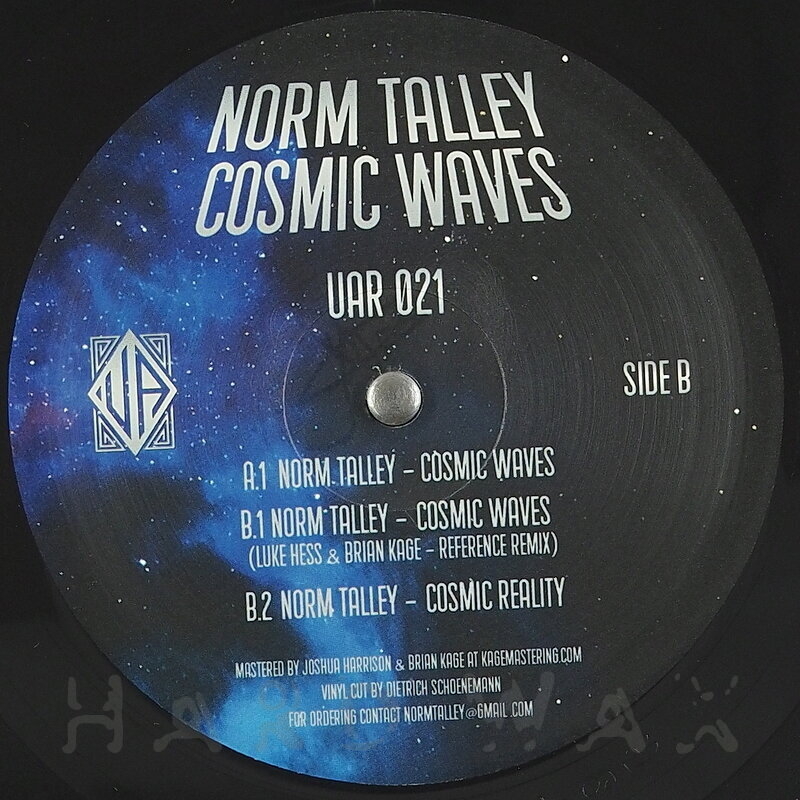 NORM TALLEY
COSMIC WAVES
UAR 021
SIDE B
A.1 NORM TALLEY – COSMIC WAVES
B.1 NORM TALLEY – COSMIC WAVES
(LUKE HESS & BRIAN KAGE – REFERENCE REMIX)
B.2 NORM TALLEY – COSMIC REALITY
MASTERED BY JOSHUA HARRISON & BRIAN KAGE AT KAGEMASTERING.COM
VINYL CUT BY DIETRICH SCHOENEMANN
FOR ORDERING CONTACT NORMTALLEY@GMAIL.COM
HARD WAX